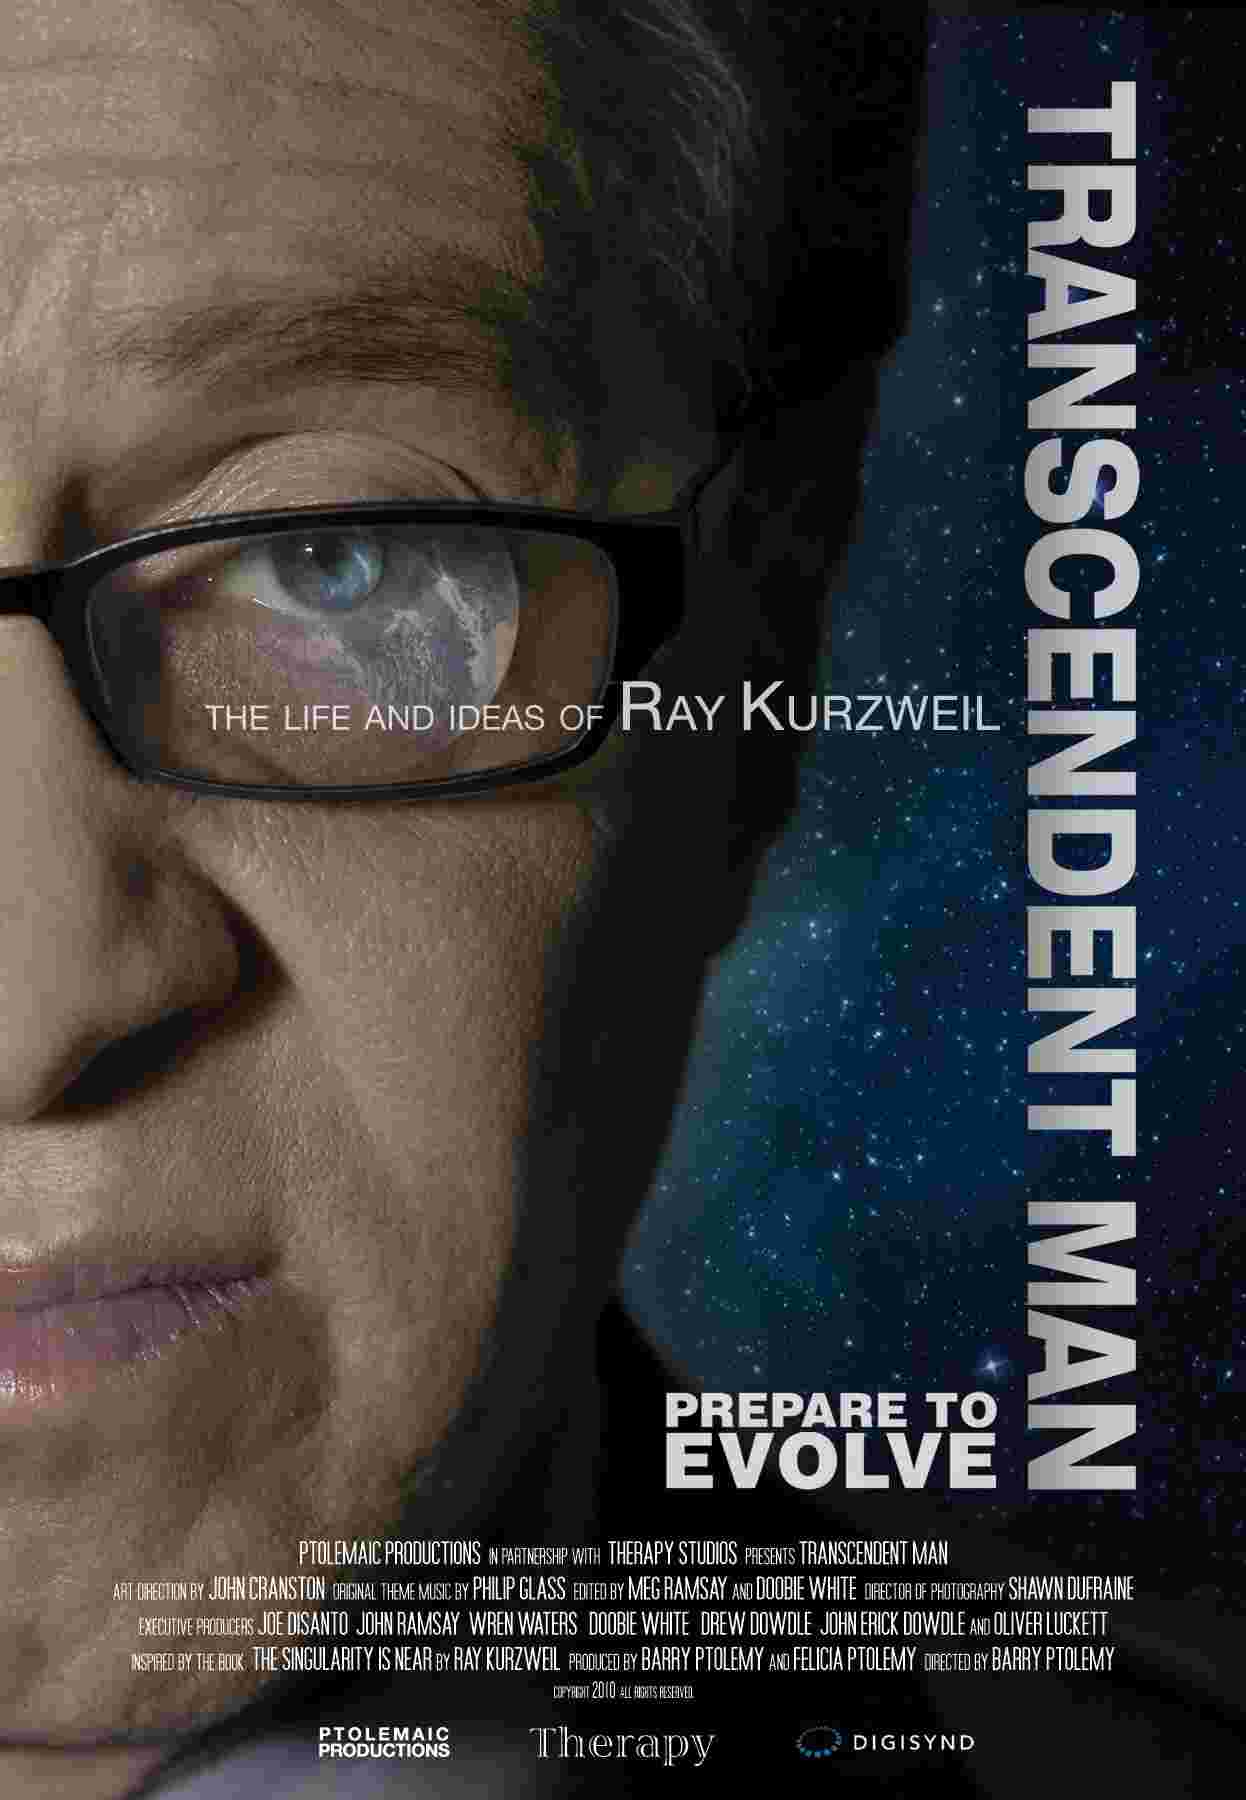 TRANSCENDENT MAN
THE LIFE AND IDEAS OF RAY KURZWEIL
PREPARE TO
EVOLVE
PTOLEMAIC PRODUCTIONS IN PARTNERSHIP WITH THERAPY STUDIOS PRESENTS TRANSCENDENT MAN
ART DIRECTION BY JOHN CRANSTON ORIGINAL THEME MUSIC BY PHILIP GLASS EDITED BY MEG RAMSAY AND DOOBIE WHITE DIRECTOR OF PHOTOGRAPHY SHAWN DUFRAINE
EXECUTIVE PRODUCERS JOE DISANTO JOHN RAMSAY WREN WATERS DOOBIE WHITE DREW DOWDLE JOHN ERICK DOWDLE AND OLIVER LUCKETT
INSPIRED BY THE BOOK THE SINGULARITY IS NEAR BY RAY KURZWEIL PRODUCED BY BARRY PTOLEMY AND FELICIA PTOLEMY DIRECTED BY BARRY PTOLEMY
COPYRIGHT 2010 ALL RIGHTS RESERVED.
PTOLEMAIC
PRODUCTIONS
Therapy
DIGISYND